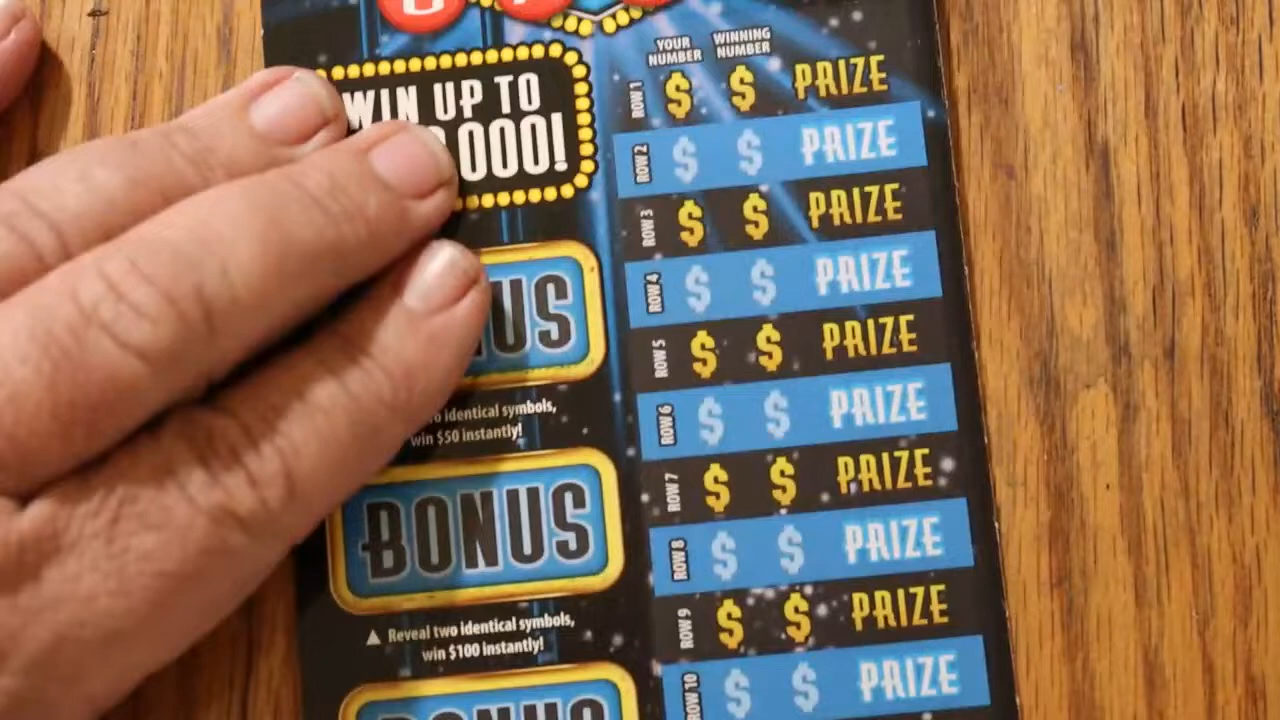 WIN UP TO
000!
BONUS
identical symbols,
win $50 instantly!
BONUS
▲ Reveal two identical symbols,
win $100 instantly!
BONUS
YOUR NUMBER WINNING NUMBER
ROW 1 $ $ PRIZE
ROW 2 $ $ PRIZE
ROW 3 $ $ PRIZE
ROW 4 $ $ PRIZE
ROW 5 $ $ PRIZE
ROW 6 $ $ PRIZE
ROW 7 $ $ PRIZE
ROW 8 $ $ PRIZE
ROW 9 $ $ PRIZE
ROW 10 $ $ PRIZE